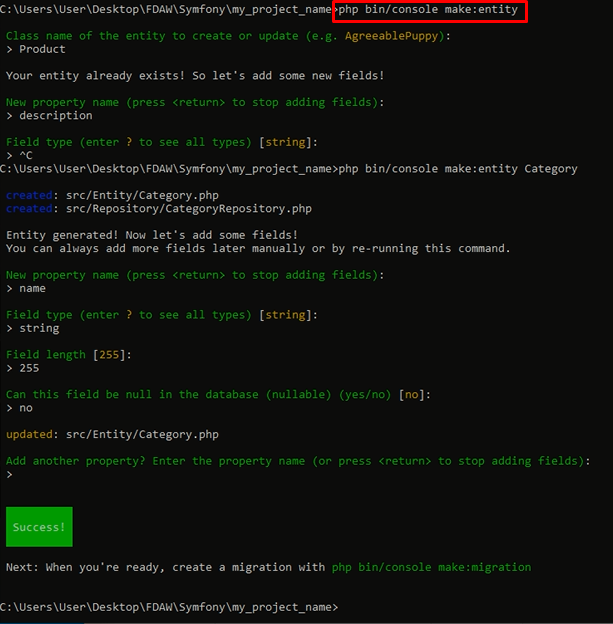 C:\Users\User\Desktop\FDAW\Symfony\my_project_name>php bin/console make:entity
Class name of the entity to create or update (e.g. AgreeablePuppy):
> Product
Your entity already exists! So let's add some new fields!
New property name (press <return> to stop adding fields):
> description
Field type (enter ? to see all types) [string]:
> ^C
C:\Users\User\Desktop\FDAW\Symfony\my_project_name>php bin/console make:entity Category
created: src/Entity/Category.php
created: src/Repository/CategoryRepository.php
Entity generated! Now let's add some fields!
You can always add more fields later manually or by re-running this command.
New property name (press <return> to stop adding fields):
> name
Field type (enter ? to see all types) [string]:
> string
Field length [255]:
> 255
Can this field be null in the database (nullable) (yes/no) [no]:
> no
updated: src/Entity/Category.php
Add another property? Enter the property name (or press <return> to stop adding fields):
>
Success!
Next: When you're ready, create a migration with php bin/console make:migration
C:\Users\User\Desktop\FDAW\Symfony\my_project_name>